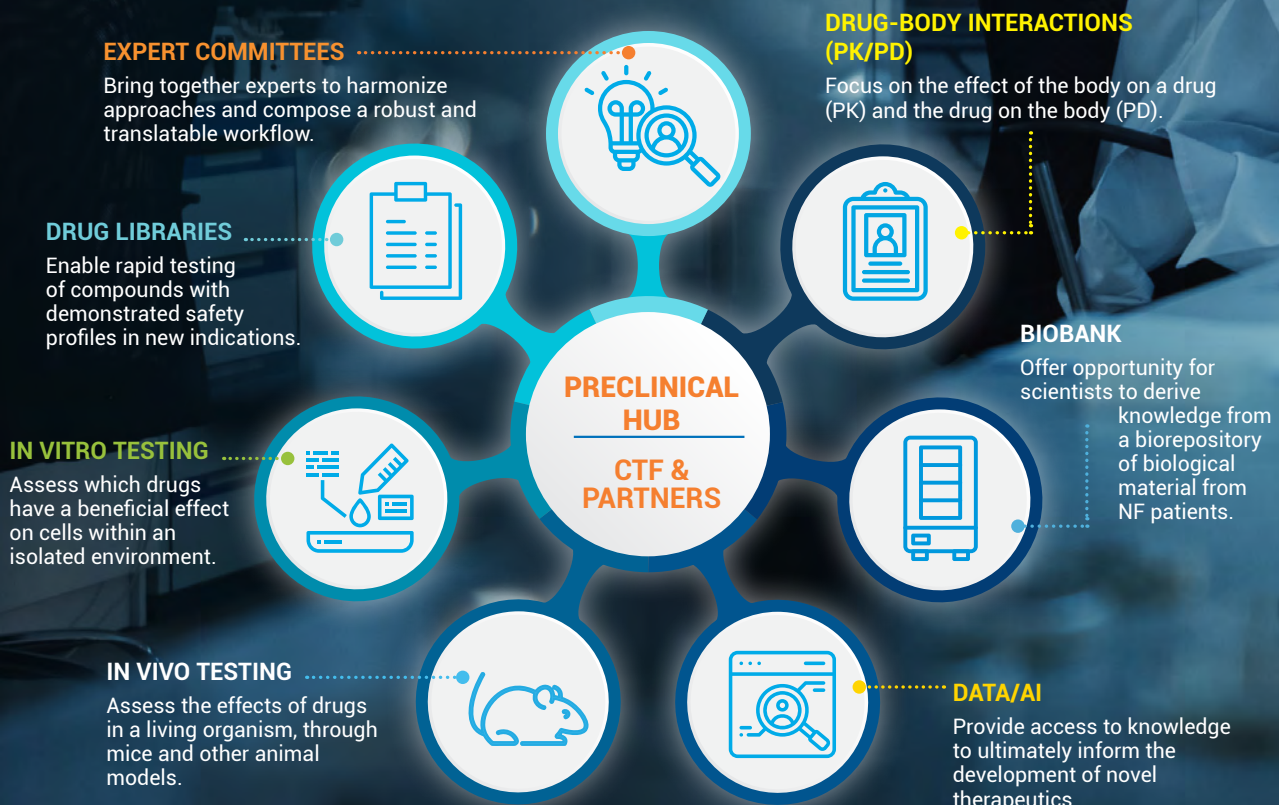 EXPERT COMMITTEES
Bring together experts to harmonize
approaches and compose a robust and
translatable workflow.
DRUG-BODY INTERACTIONS
(PK/PD)
Focus on the effect of the body on a drug
(PK) and the drug on the body (PD).
DRUG LIBRARIES
Enable rapid testing
of compounds with
demonstrated safety
profiles in new indications.
BIOBANK
Offer opportunity for
scientists to derive
knowledge from
a biorepository
of biological
material from
NF patients.
PRECLINICAL
HUB
CTF &
PARTNERS
IN VITRO TESTING
Assess which drugs
have a beneficial effect
on cells within an
isolated environment.
IN VIVO TESTING
Assess the effects of drugs
in a living organism, through
mice and other animal
models.
DATA/AI
Provide access to knowledge
to ultimately inform the
development of novel
therapeutics